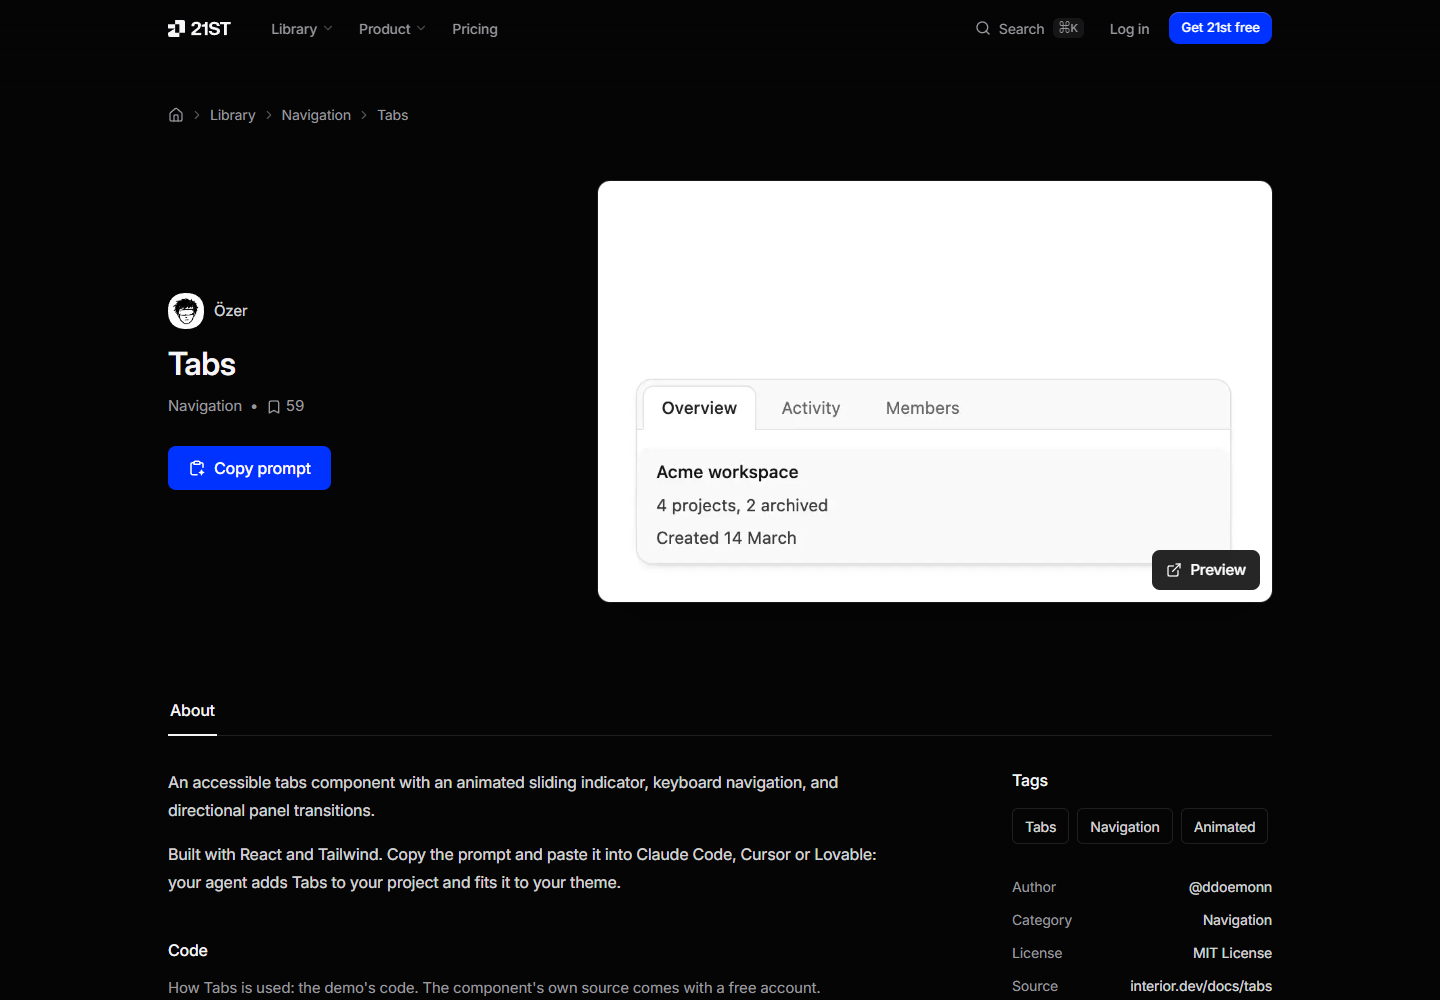 21ST
Library
Product
Pricing
Search
⌘K
Log in
Get 21st free
Library
Navigation
Tabs
Özer
Tabs
Navigation • 59
Copy prompt
Overview
Activity
Members
Acme workspace
4 projects, 2 archived
Created 14 March
Preview
About
An accessible tabs component with an animated sliding indicator, keyboard navigation, and
directional panel transitions.
Built with React and Tailwind. Copy the prompt and paste it into Claude Code, Cursor or Lovable:
your agent adds Tabs to your project and fits it to your theme.
Code
How Tabs is used: the demo's code. The component's own source comes with a free account.
Tags
Tabs
Navigation
Animated
Author @ddoemonn
Category Navigation
License MIT License
Source interior.dev/docs/tabs